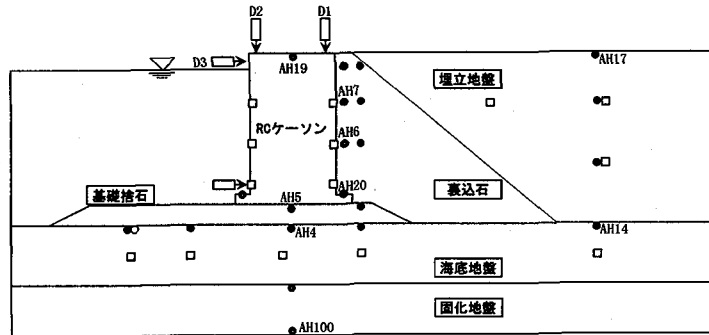 D2
D1
D3
AH19
AH17
埋立地盤
AH7
RCケーソン
AH6
基礎捨石
AH5
AH20
裏込石
AH4
AH14
海底地盤
固化地盤
AH100